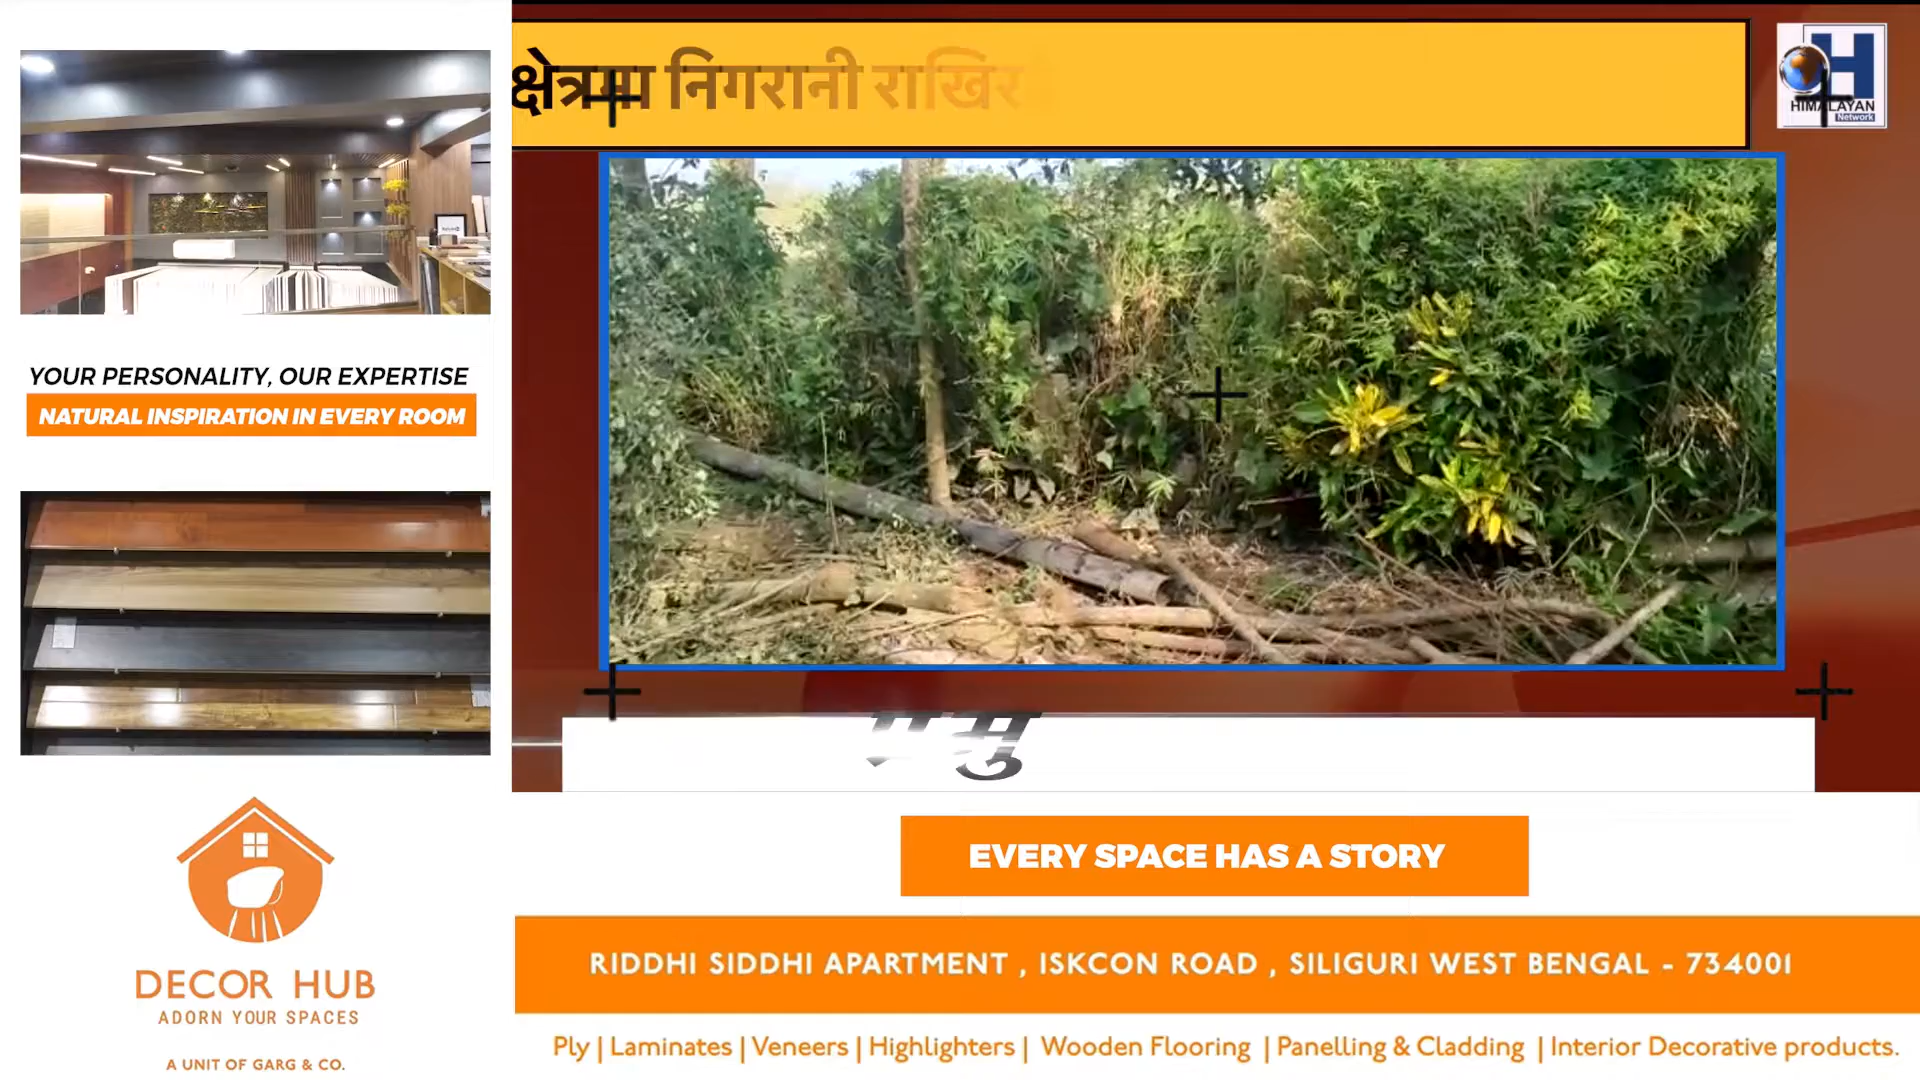 क्षेत्रमा निगरानी
HIMALAYAN
Network
YOUR PERSONALITY, OUR EXPERTISE
NATURAL INSPIRATION IN EVERY ROOM
DECOR HUB
ADORN YOUR SPACES
A UNIT OF GARG & CO.
EVERY SPACE HAS A STORY
RIDDHI SIDDHI APARTMENT , ISKCON ROAD , SILIGURI WEST BENGAL - 734001
Ply | Laminates | Veneers | Highlighters | Wooden Flooring | Panelling & Cladding | Interior Decorative products.